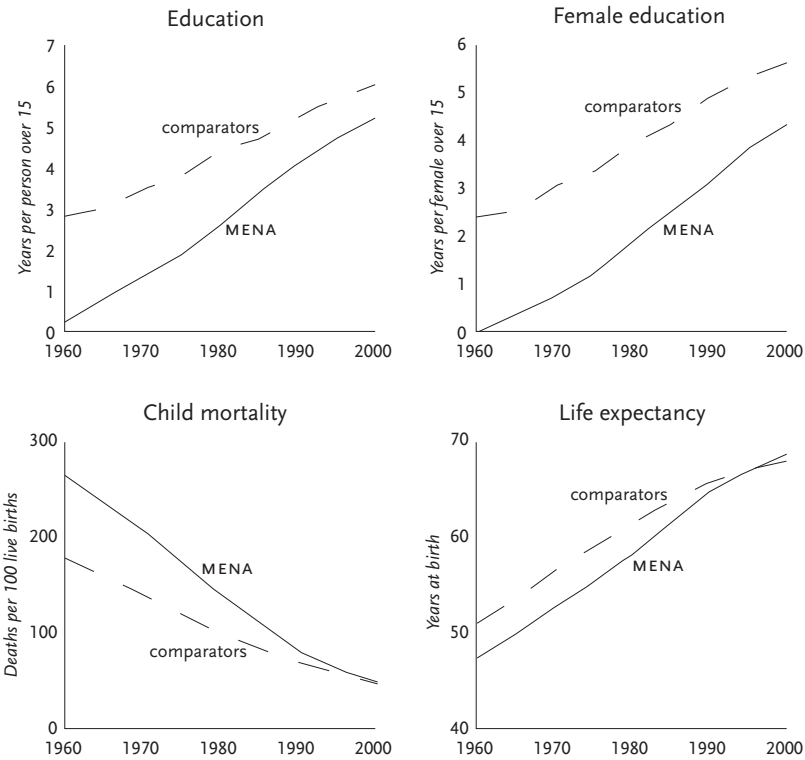 Education
Years per person over 15
7
6
5
4
3
2
1
0
comparators
MENA
1960 1970 1980 1990 2000
Female education
Years per female over 15
6
5
4
3
2
1
0
comparators
MENA
1960 1970 1980 1990 2000
Child mortality
Deaths per 100 live births
300
200
100
0
MENA
comparators
1960 1970 1980 1990 2000
Life expectancy
Years at birth
70
60
50
40
comparators
MENA
1960 1970 1980 1990 2000